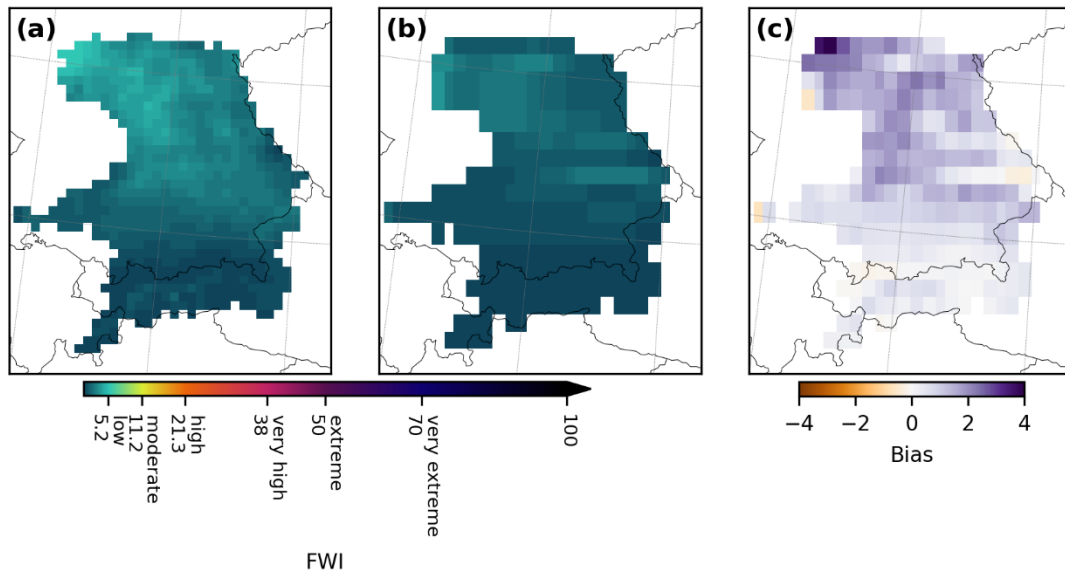 (a)
(b)
(c)
5.2
low
11.2
moderate
21.3
high
38
very high
50
extreme
70
very extreme
100
FWI
−4
−2
0
2
4
Bias